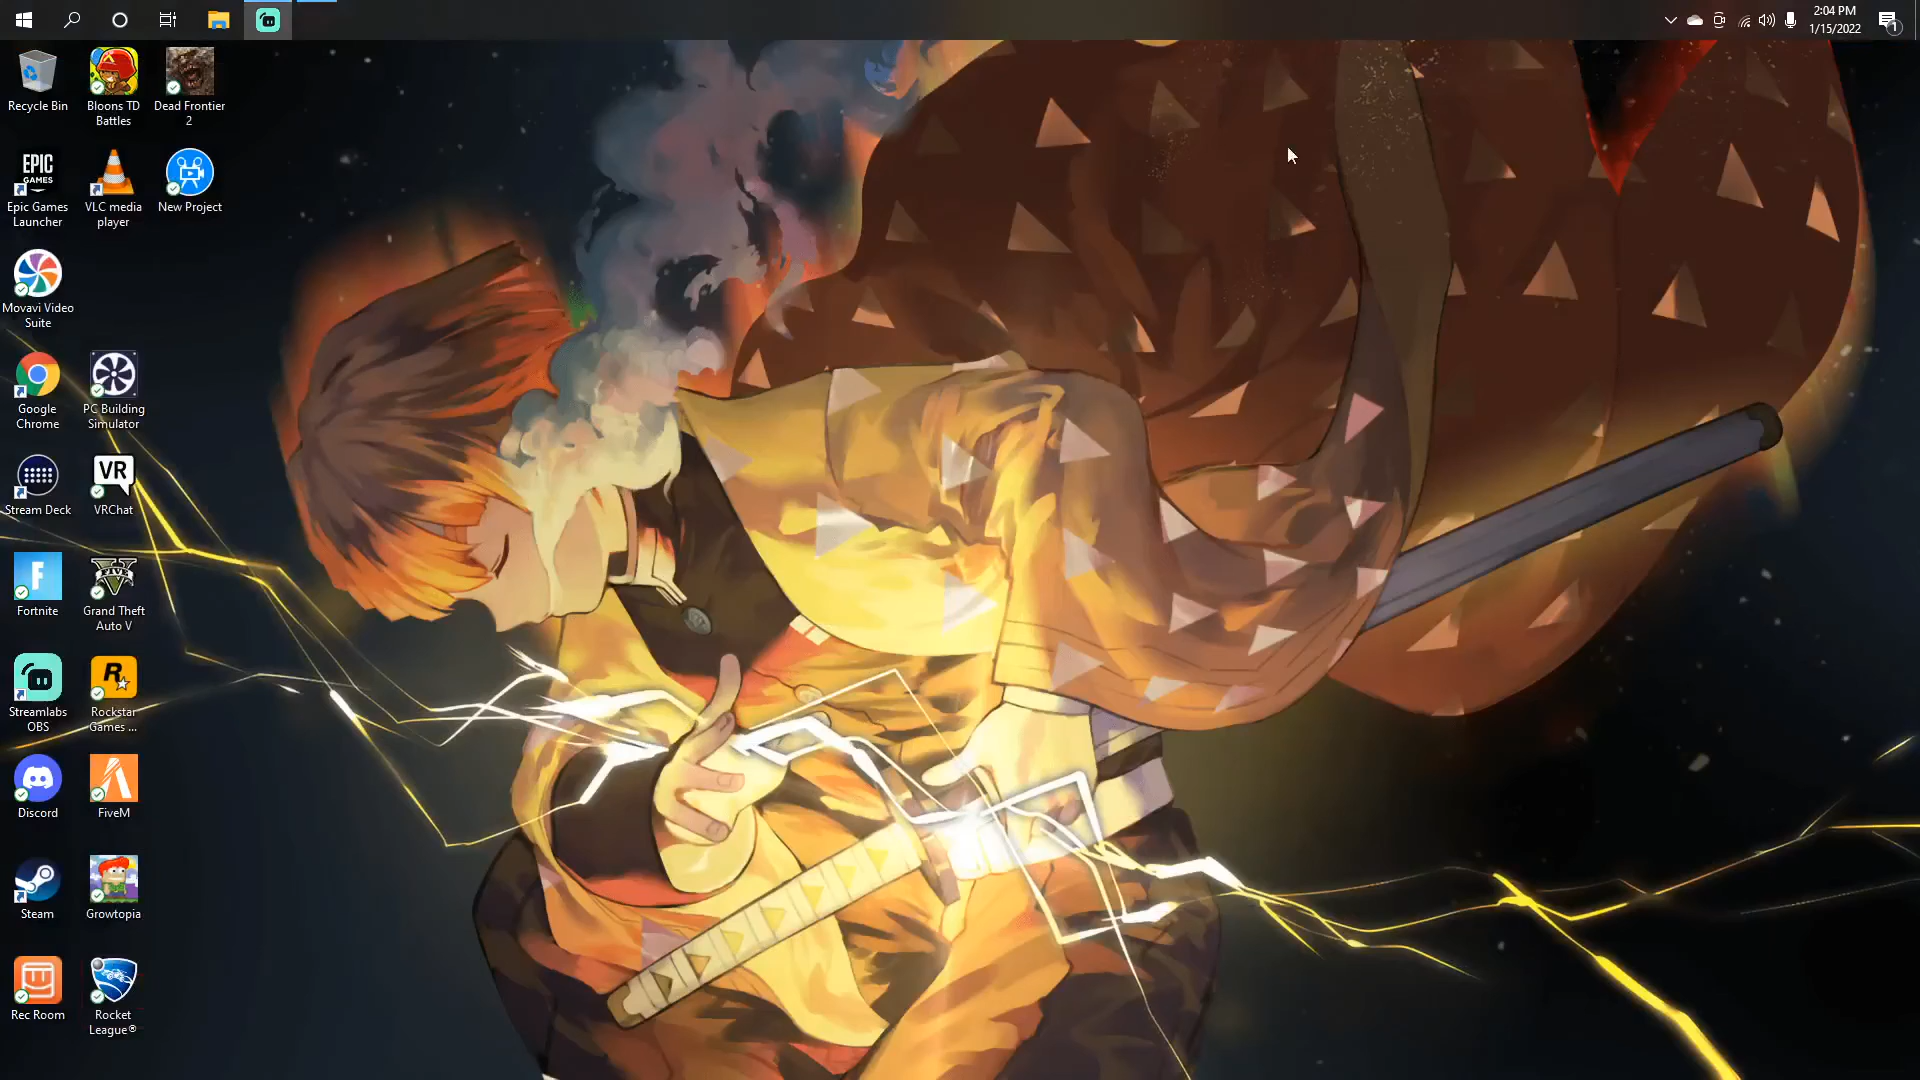 2:04 PM
1/15/2022
1
Recycle Bin
Bloons TD
Battles
Dead Frontier
2
EPIC
GAMES
Epic Games
Launcher
VLC media
player
New Project
Movavi Video
Suite
Google
Chrome
PC Building
Simulator
Stream Deck
VR
VRChat
F
Fortnite
FIVE
Grand Theft
Auto V
Streamlabs
OBS
R
Rockstar
Games ...
Discord
FiveM
Steam
Growtopia
Rec Room
Rocket
League®